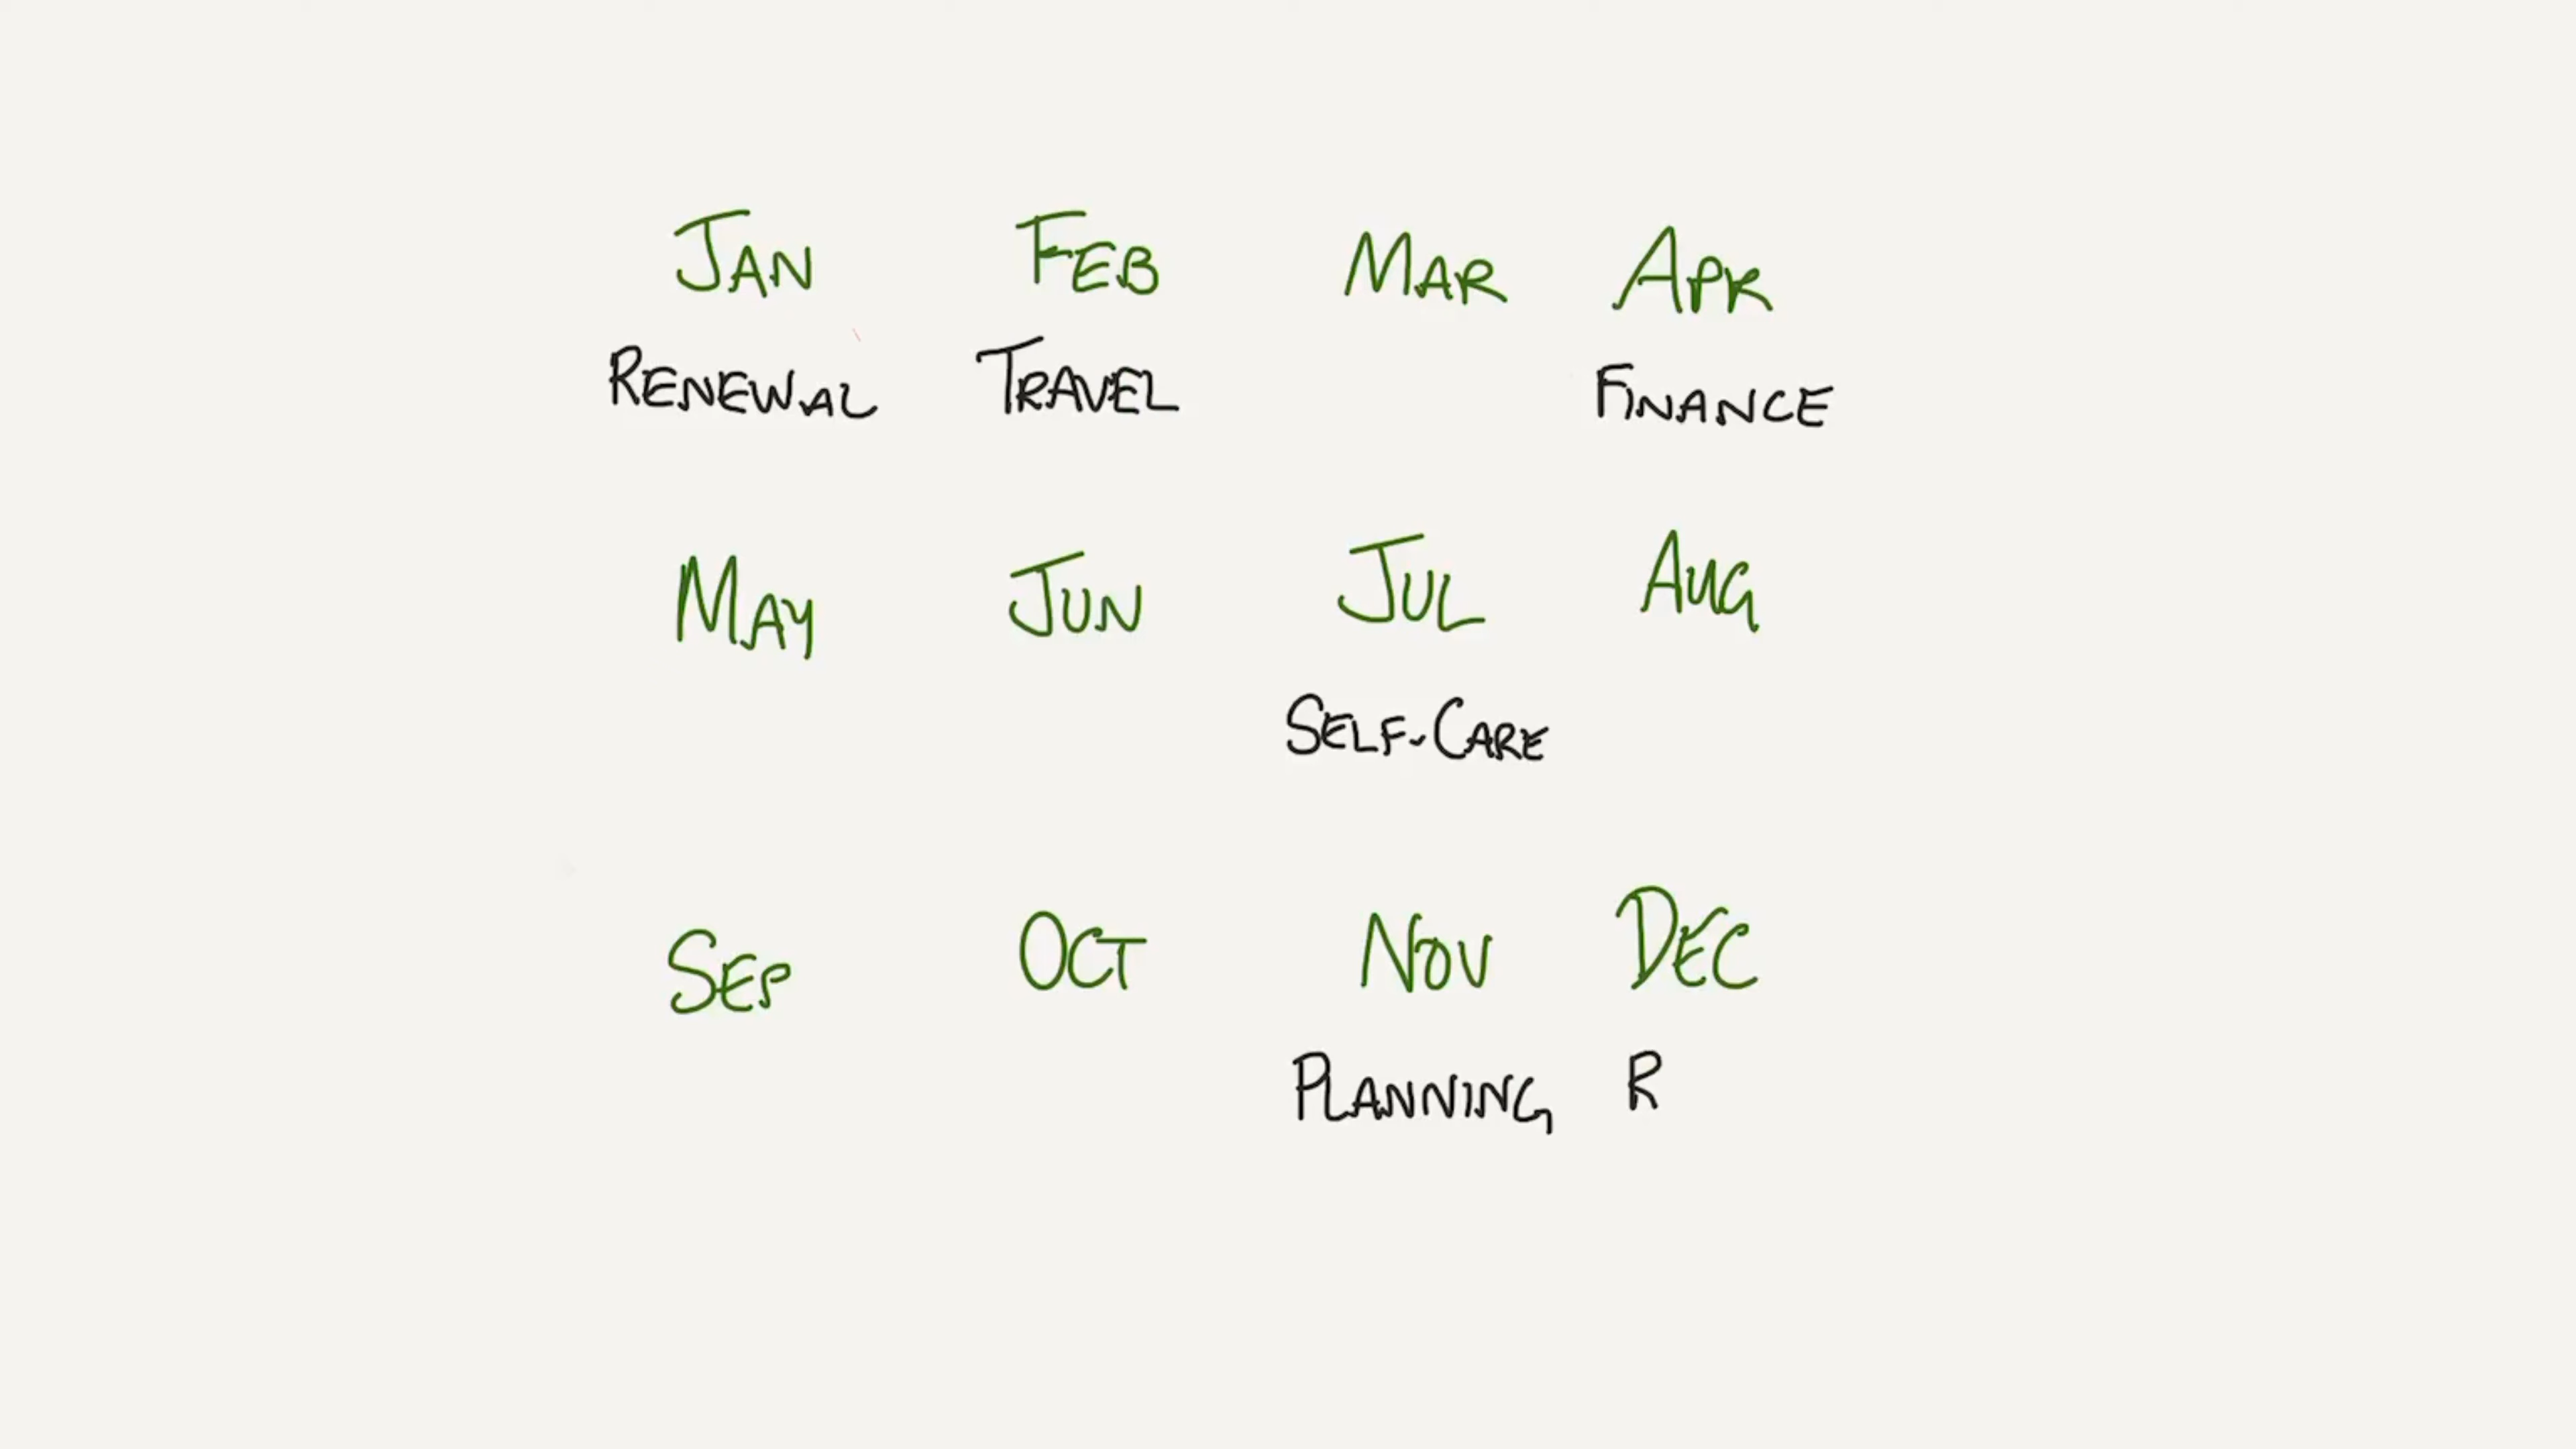 JAN FEB MAR APR
RENEWAL TRAVEL FINANCE
MAY JUN JUL AUG
SELF-CARE
SEP OCT NOV DEC
PLANNING R